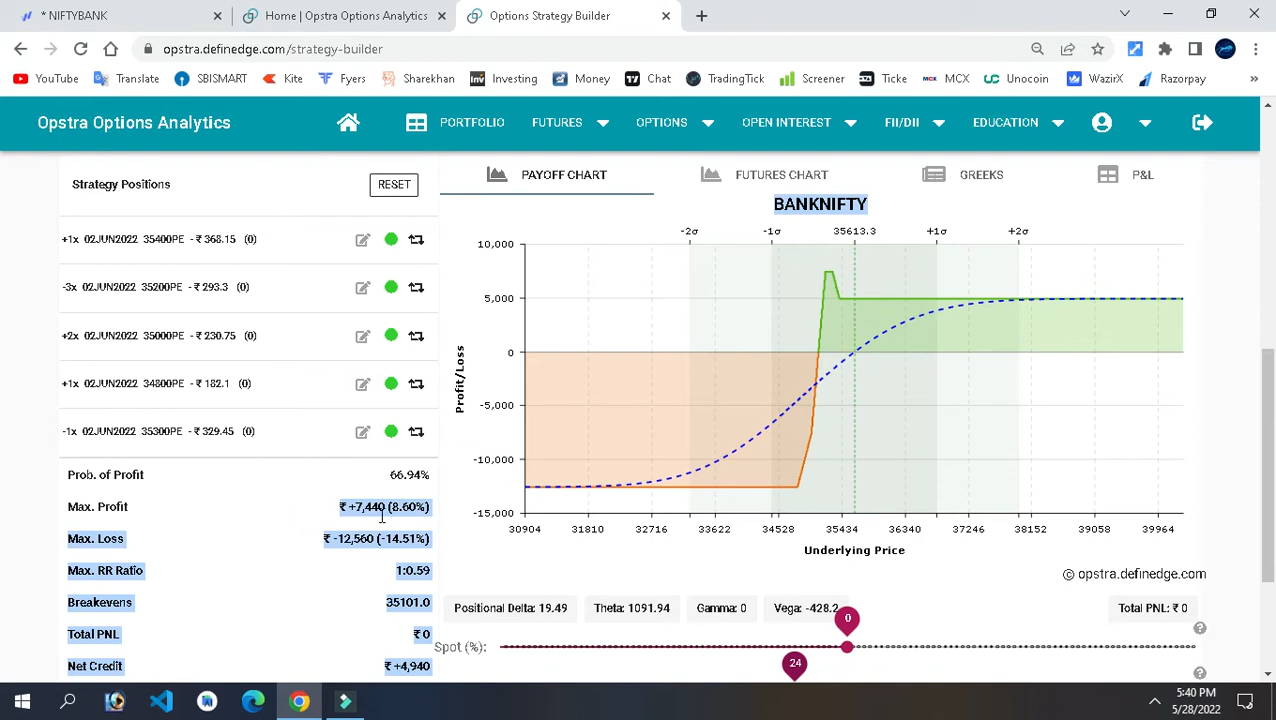 * NIFTYBANK
Home | Opstra Options Analytics
Options Strategy Builder
opstra.definedge.com/strategy-builder
YouTube Translate SBISMART Kite Fyers Sharekhan Investing Money Chat TradingTick Screener Ticke MCX Unocoin WazirX Razorpay »
Opstra Options Analytics
PORTFOLIO FUTURES OPTIONS OPEN INTEREST FII/DII EDUCATION
Strategy Positions RESET
PAYOFF CHART FUTURES CHART GREEKS P&L
+1x 02JUN2022 35400PE - ₹ 368.15 (0)
-3x 02JUN2022 35200PE - ₹ 293.3 (0)
+2x 02JUN2022 35000PE - ₹ 230.75 (0)
+1x 02JUN2022 34800PE - ₹ 182.1 (0)
-1x 02JUN2022 35300PE - ₹ 329.45 (0)
Prob. of Profit 66.94%
Max. Profit ₹ +7,440 (8.60%)
Max. Loss ₹ -12,560 (-14.51%)
Max. RR Ratio 1:0.59
Breakevens 35101.0
Total PNL ₹ 0
Net Credit ₹ +4,940
BANKNIFTY
-2σ -1σ 35613.3 +1σ +2σ
10,000
5,000
0
-5,000
-10,000
-15,000
Profit/Loss
30904 31810 32716 33622 34528 35434 36340 37246 38152 39058 39964
Underlying Price
© opstra.definedge.com
Positional Delta: 19.49 Theta: 1091.94 Gamma: 0 Vega: -428.2 Total PNL: ₹ 0
0
Spot (%):
24
5:40 PM
5/28/2022